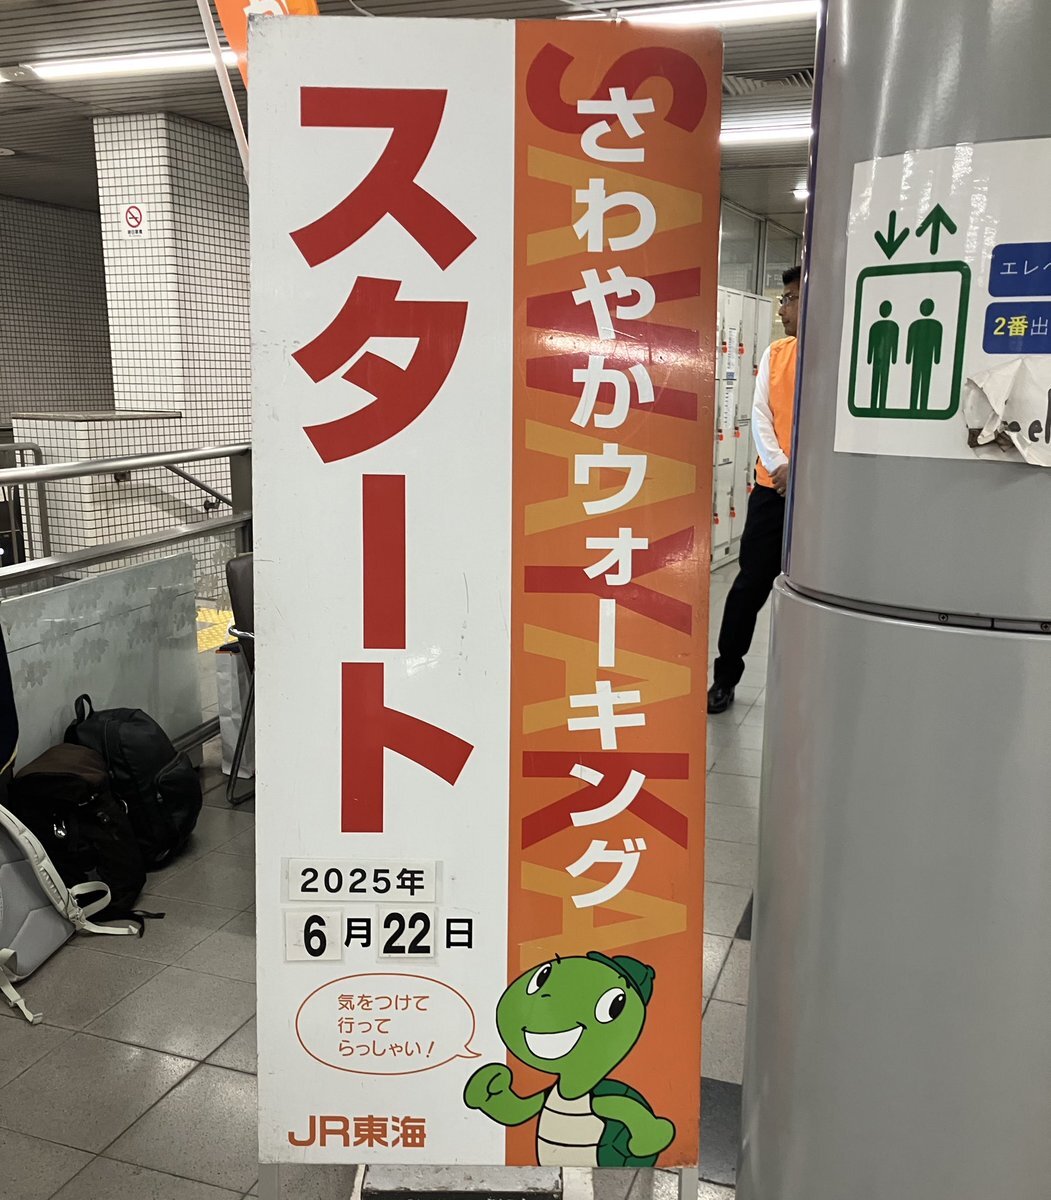 スタート
さわやかウォーキング
SAWAYAKA
2025年
6月22日
気をつけて
行って
らっしゃい!
JR東海
エレベ
2番出